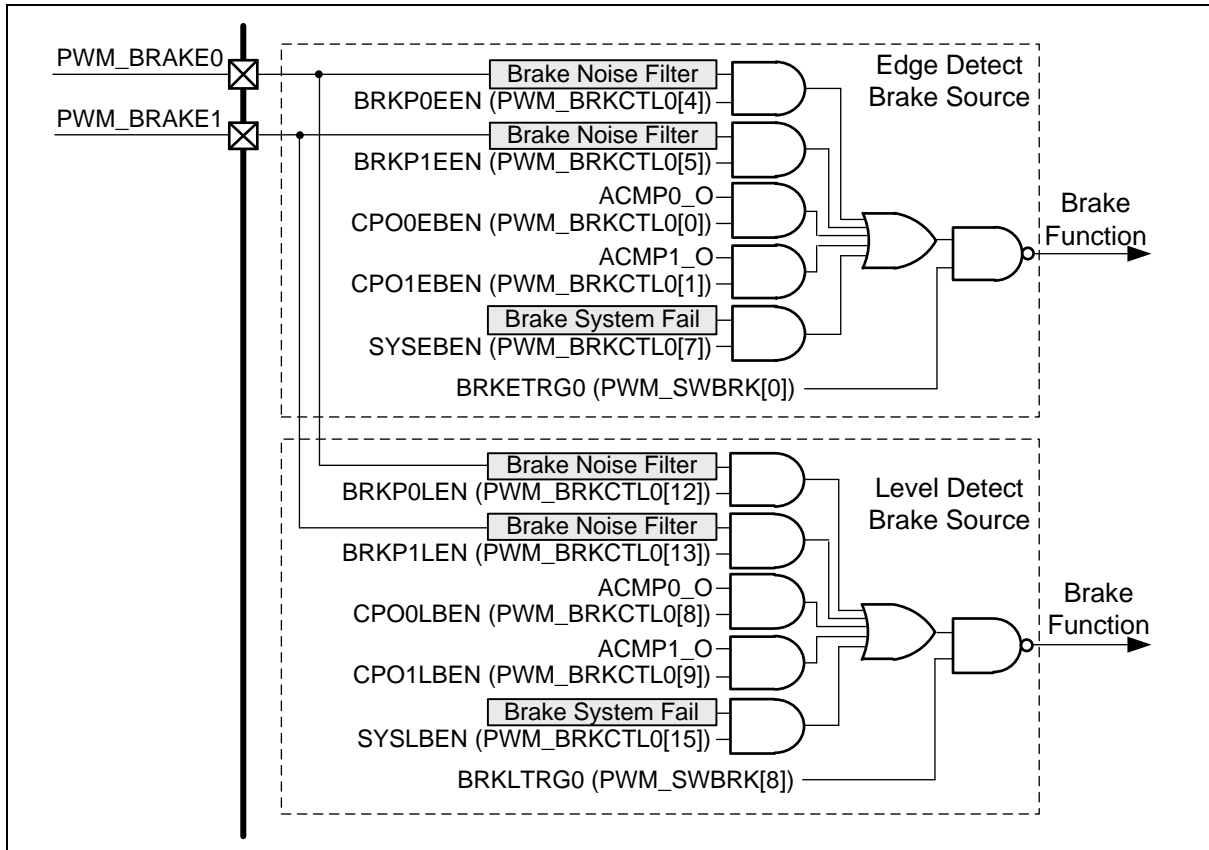 PWM_BRAKE0
PWM_BRAKE1
Edge Detect
Brake Source
Brake Noise Filter
BRKP0EEN (PWM_BRKCTL0[4])
Brake Noise Filter
BRKP1EEN (PWM_BRKCTL0[5])
ACMP0_O
CPO0EBEN (PWM_BRKCTL0[0])
ACMP1_O
CPO1EBEN (PWM_BRKCTL0[1])
Brake System Fail
SYSEBEN (PWM_BRKCTL0[7])
BRKETRG0 (PWM_SWBRK[0])
Brake
Function
Level Detect
Brake Source
Brake Noise Filter
BRKP0LEN (PWM_BRKCTL0[12])
Brake Noise Filter
BRKP1LEN (PWM_BRKCTL0[13])
ACMP0_O
CPO0LBEN (PWM_BRKCTL0[8])
ACMP1_O
CPO1LBEN (PWM_BRKCTL0[9])
Brake System Fail
SYSLBEN (PWM_BRKCTL0[15])
BRKLTRG0 (PWM_SWBRK[8])
Brake
Function